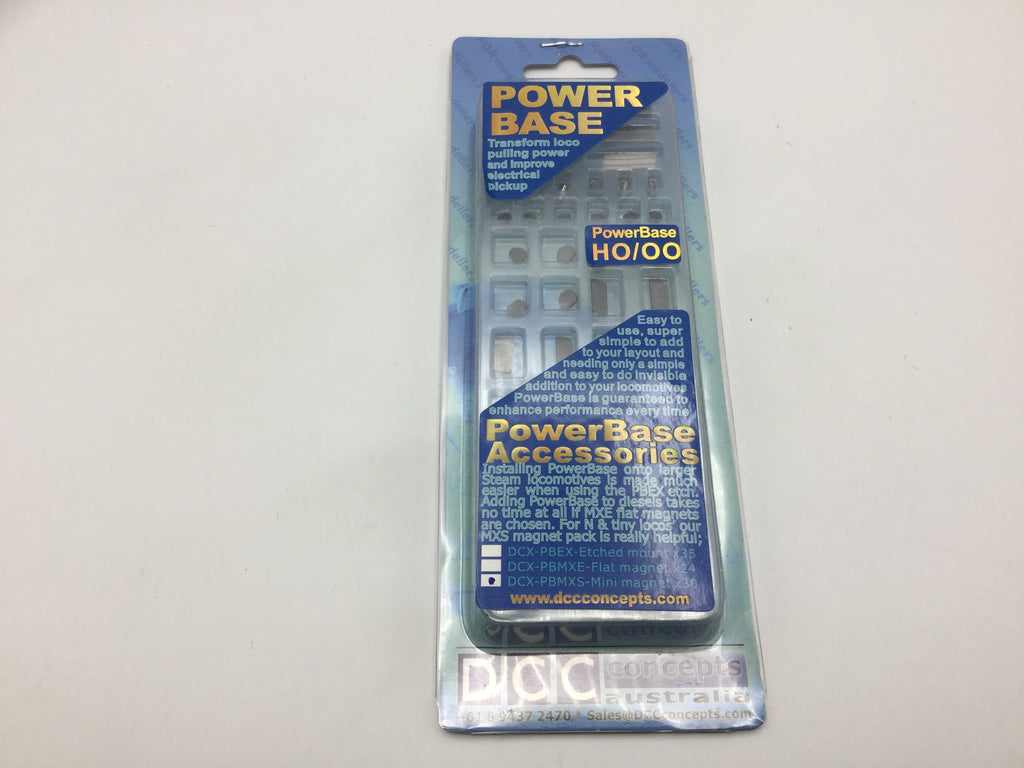 POWER
BASE
Transform loco
pulling power
and improve
electrical
pickup
PowerBase
HO/OO
Easy to
use, super
simple to add
to your layout and
needing only a simple
and easy to do invisible
addition to your locomotives
PowerBase is guaranteed to
enhance performance every time
PowerBase
Accessories
Installing PowerBase onto larger
Steam locomotives is made much
easier when using the PBEX etch.
Adding PowerBase to diesels takes
no time at all if MXE flat magnets
are chosen. For N & tiny locos our
MXS magnet pack is really helpful;
DCX-PBEX-Etched mount x35
DCX-PBMXE-Flat magnet x24
DCX-PBMXS-Mini magnet x30
www.dccconcepts.com
DCC concepts
australia
+61 8 9437 2470 * Sales@DCCconcepts.com